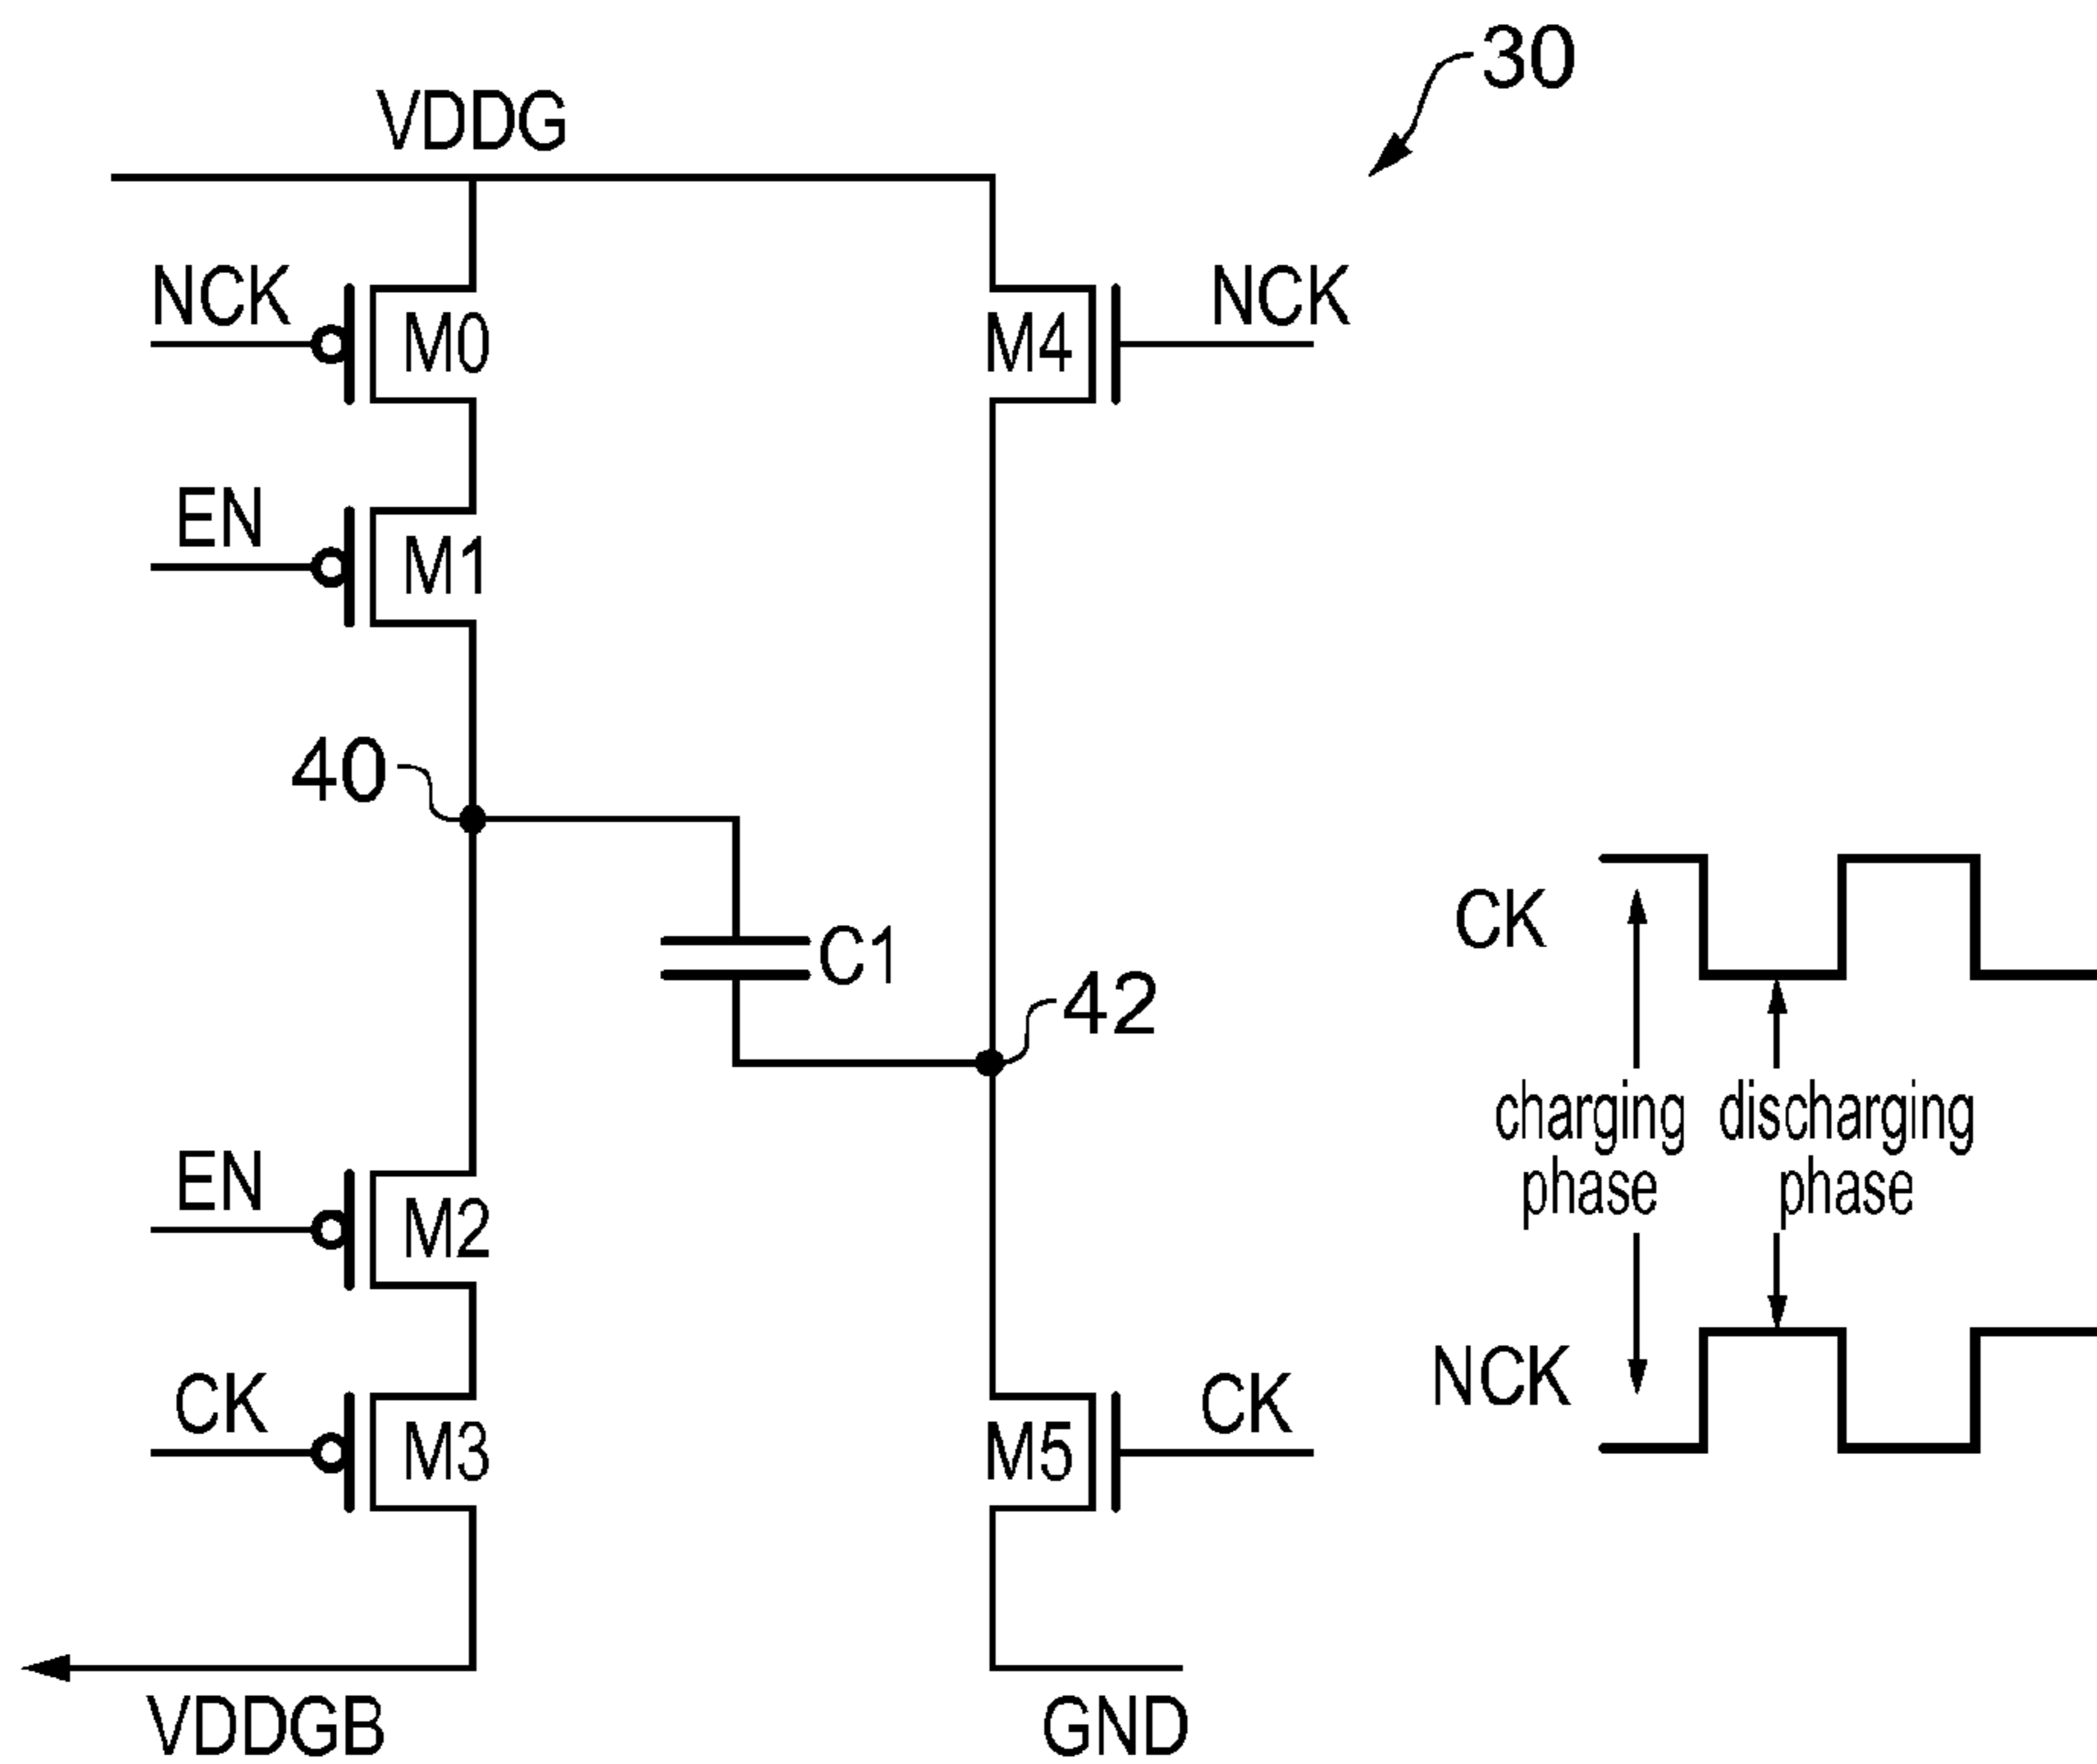 30
VDDG
NCK
M0
M4
NCK
EN
M1
40
C1
42
CK
charging
phase
discharging
phase
EN
M2
NCK
CK
M3
M5
CK
VDDGB
GND